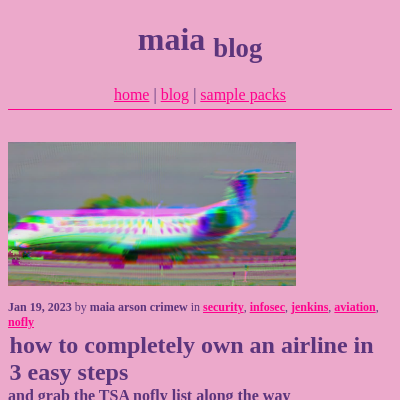 maia blog
home | blog | sample packs
Jan 19, 2023 by maia arson crimew in security, infosec, jenkins, aviation,
nofly
how to completely own an airline in
3 easy steps
and grab the TSA nofly list along the way